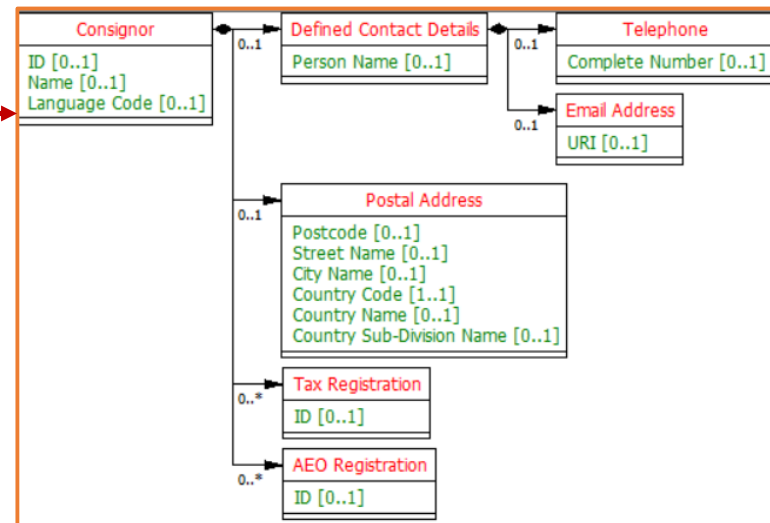 Consignor
ID [0..1]
Name [0..1]
Language Code [0..1]
0..1
Defined Contact Details
Person Name [0..1]
0..1
Telephone
Complete Number [0..1]
0..1
Email Address
URI [0..1]
0..1
Postal Address
Postcode [0..1]
Street Name [0..1]
City Name [0..1]
Country Code [1..1]
Country Name [0..1]
Country Sub-Division Name [0..1]
0..*
Tax Registration
ID [0..1]
0..*
AEO Registration
ID [0..1]